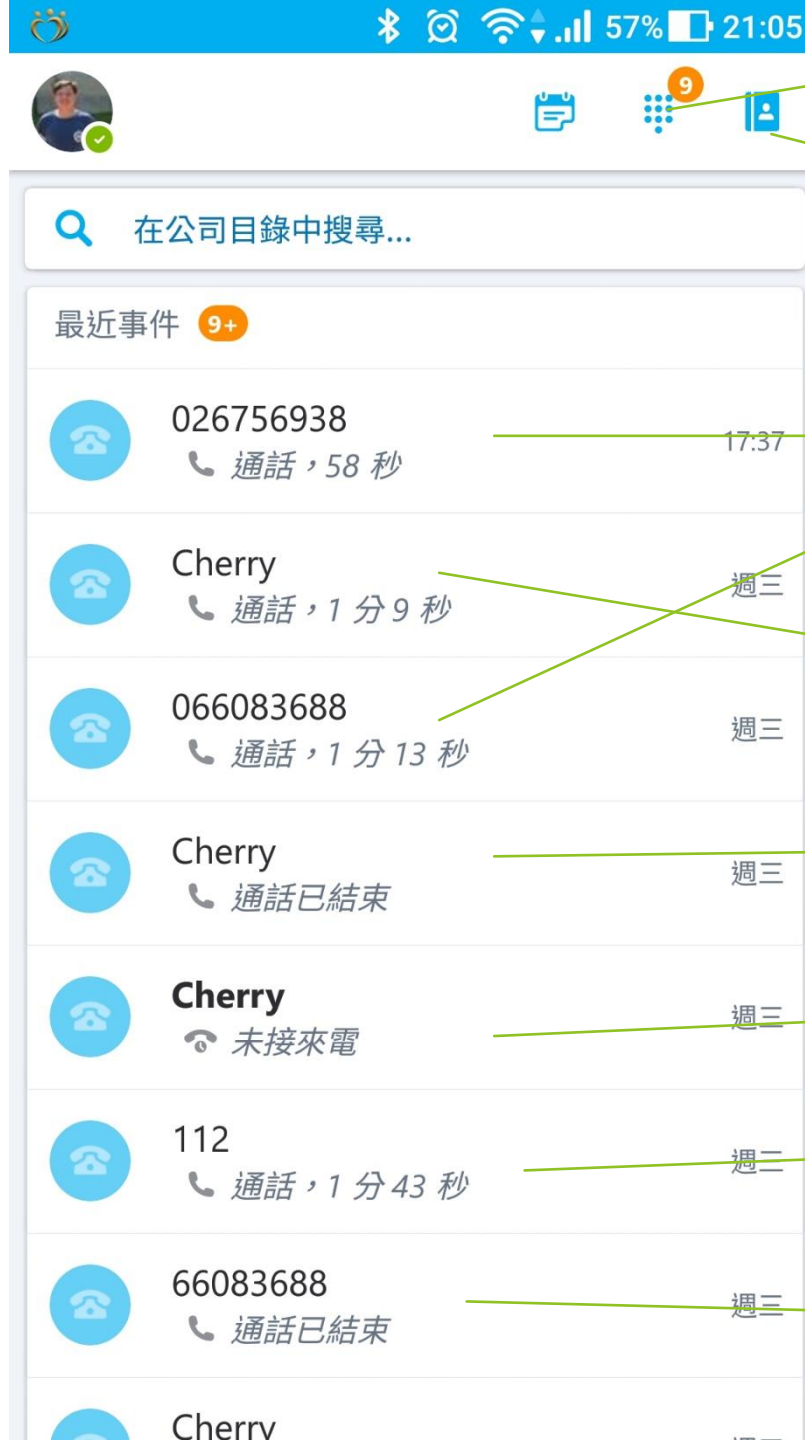 57% 21:05
9
在公司目錄中搜尋...
最近事件 9+
026756938
通話，58 秒
17:37
Cherry
通話，1 分 9 秒
週三
066083688
通話，1 分 13 秒
週三
Cherry
通話已結束
週三
Cherry
未接來電
週三
112
通話，1 分 43 秒
週三
66083688
通話已結束
週三
Cherry